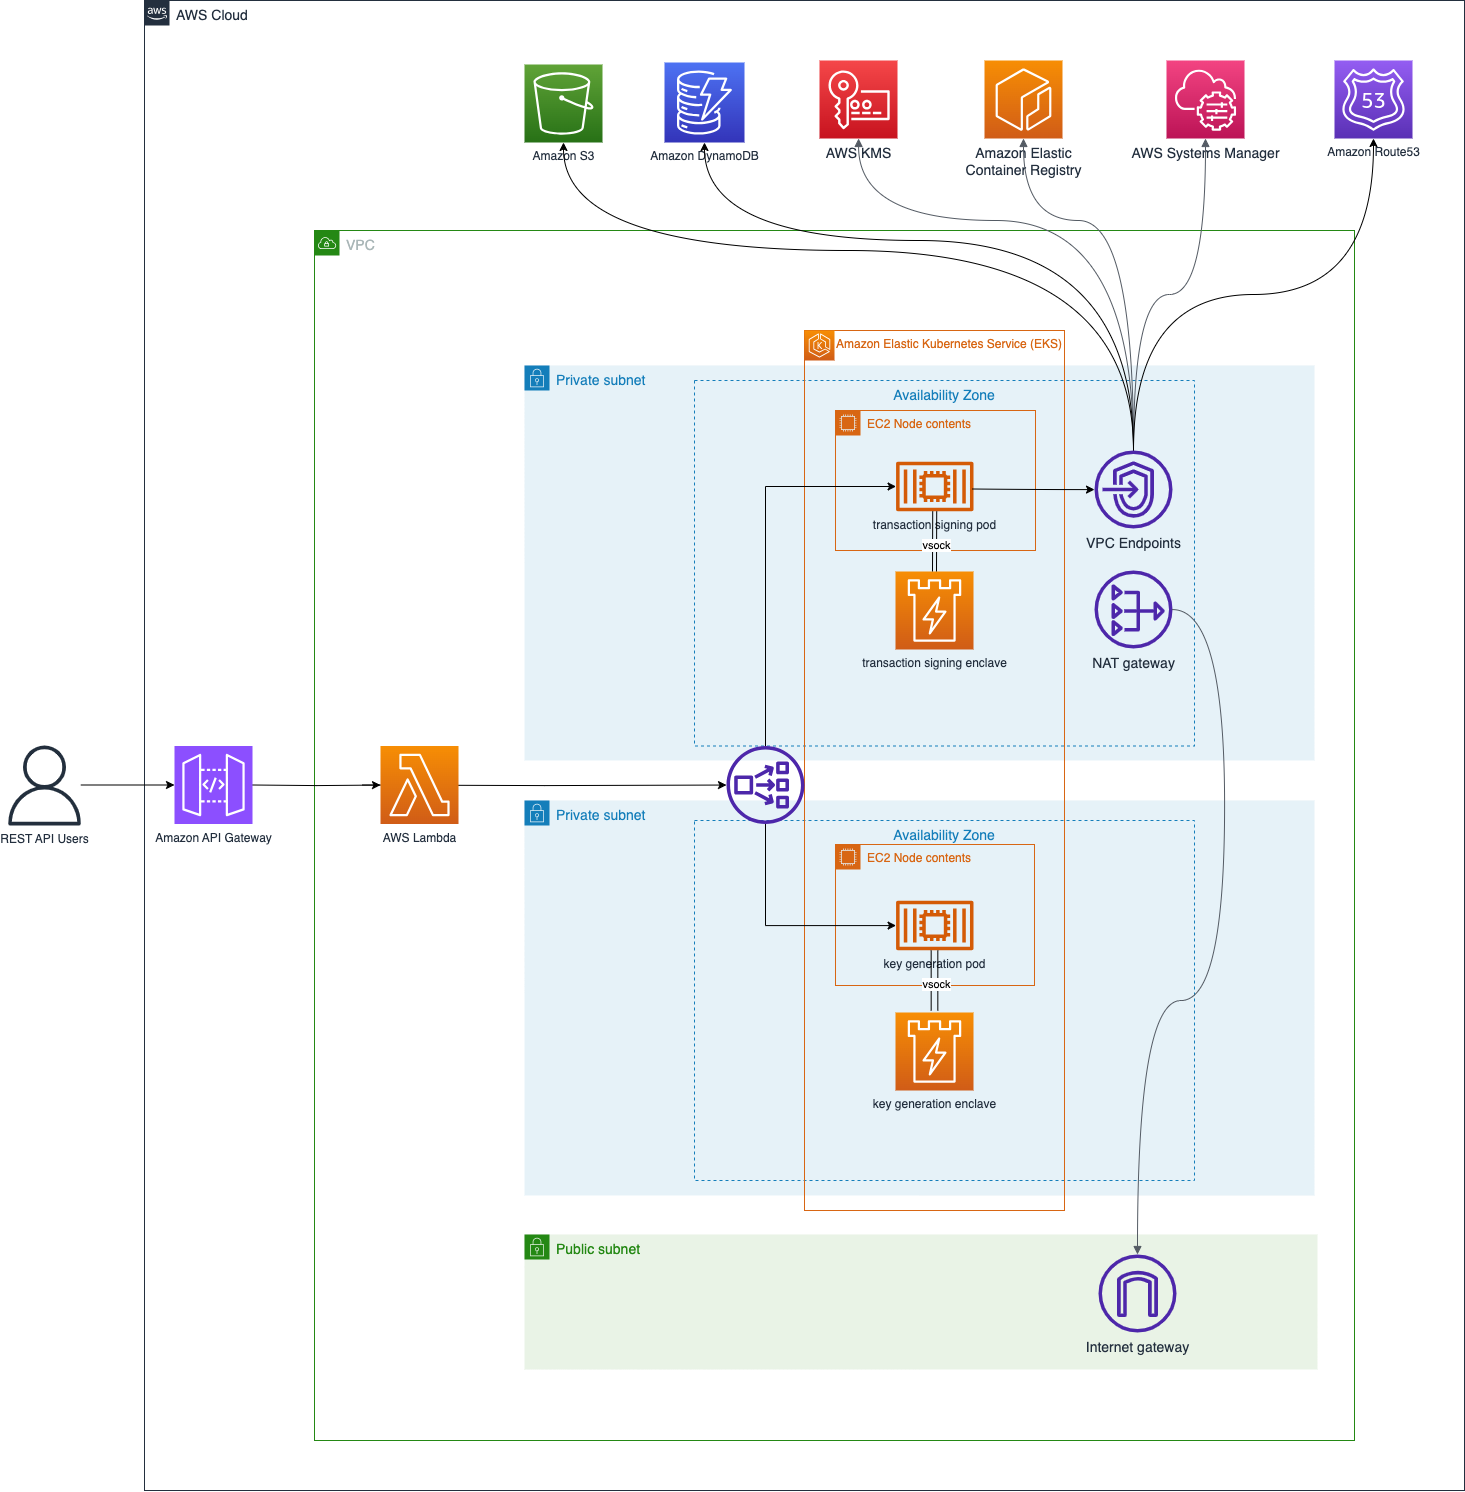 aws
AWS Cloud
53
Amazon S3
Amazon DynamoDB
AWS KMS
Amazon Elastic
Container Registry
AWS Systems Manager
Amazon Route53
VPC
Amazon Elastic Kubernetes Service (EKS)
Private subnet
Availability Zone
EC2 Node contents
transaction signing pod
vsock
VPC Endpoints
transaction signing enclave
NAT gateway
REST API Users
Amazon API Gateway
AWS Lambda
Private subnet
Availability Zone
EC2 Node contents
key generation pod
vsock
key generation enclave
Public subnet
Internet gateway